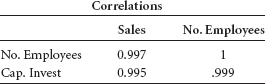 Correlations
Sales No. Employees
No. Employees 0.997 1
Cap. Invest 0.995 .999